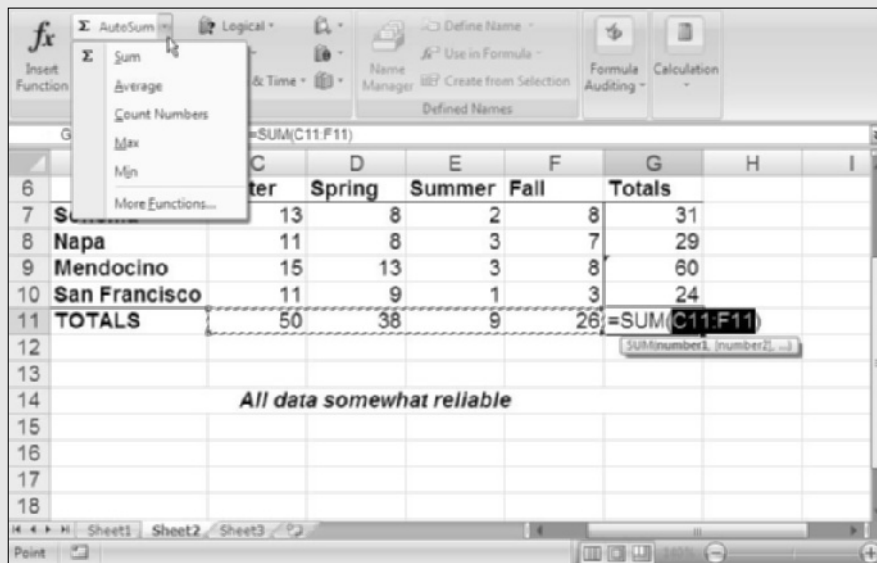 Σ AutoSum
Logical
Define Name
fx
Σ Sum
Use in Formula
Insert Function
Average
& Time
Name Manager
Create from Selection
Formula Auditing
Calculation
Count Numbers
Defined Names
Max
G
=SUM(C11:F11)
Min
More Functions...
C D E F G H I
6 ter Spring Summer Fall Totals
7 13 8 2 8 31
8 Napa 11 8 3 7 29
9 Mendocino 15 13 3 8 60
10 San Francisco 11 9 1 3 24
11 TOTALS 50 38 9 26 =SUM(C11:F11)
12 SUM(number1, [number2], ...)
13
14 All data somewhat reliable
15
16
17
18
Sheet1 Sheet2 Sheet3
Point 140%